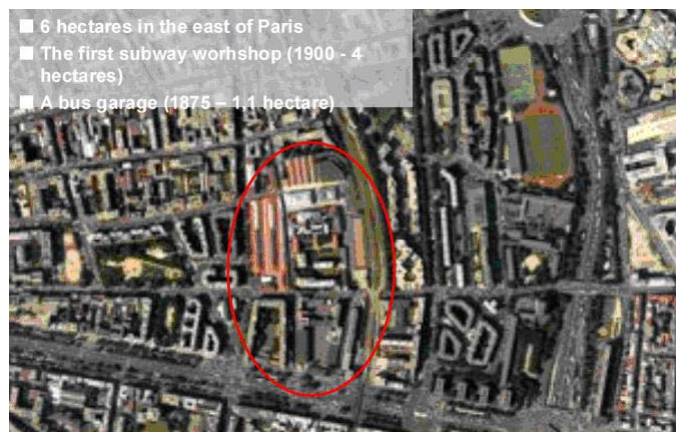 ■ 6 hectares in the east of Paris
■ The first subway worhshop (1900 - 4
hectares)
■ A bus garage (1875 – 1,1 hectare)